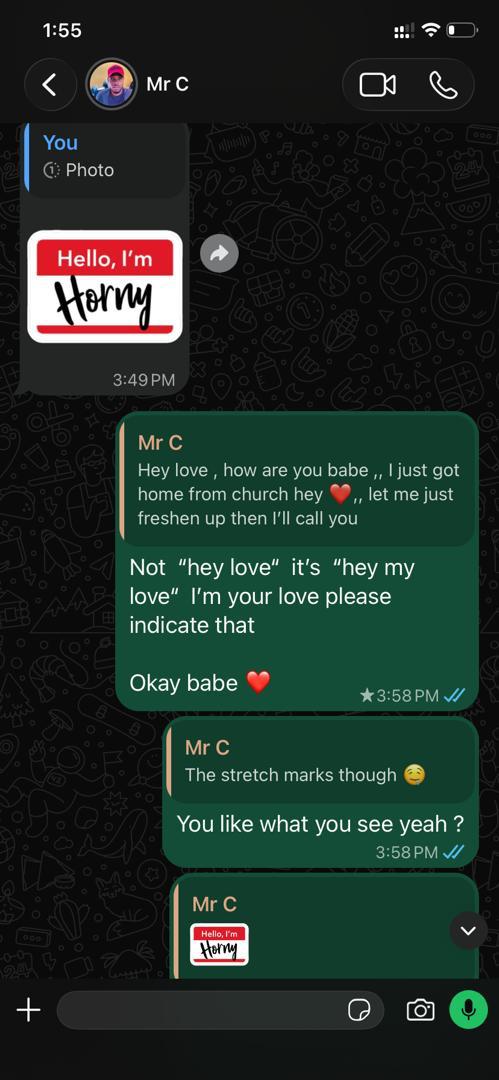 1:55
Mr C
You
1 Photo
Hello, I'm
Horny
3:49 PM
Mr C
Hey love , how are you babe ,, I just got
home from church hey ❤️,, let me just
freshen up then I'll call you
Not “hey love“ it's “hey my
love“ I'm your love please
indicate that
Okay babe ❤️
★3:58 PM
Mr C
The stretch marks though 🤤
You like what you see yeah ?
3:58 PM
Mr C
Hello, I'm
Horny